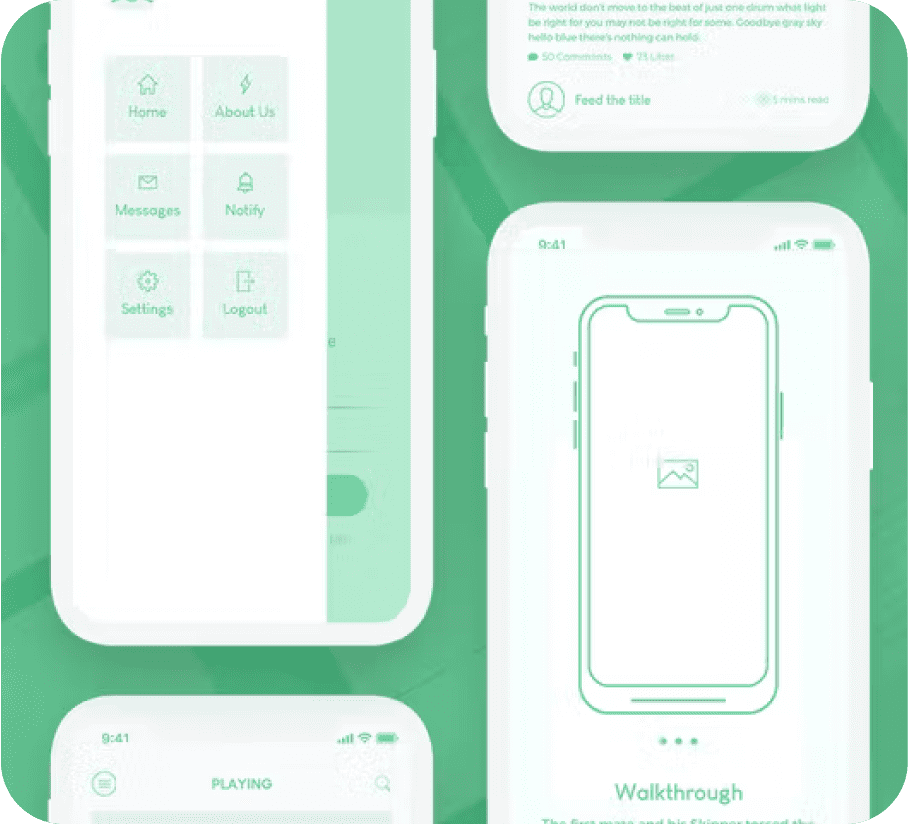 Home
About Us
Messages
Notify
Settings
Logout
e
The world don't move to the beat of just one drum what light
be right for you may not be right for some. Goodbye gray sky
hello blue there's nothing can hold.
50 Comments 73 Likes
Feed the title
5 mins read
9:41
Walkthrough
The first mate and his Skipper tossed the
9:41
PLAYING